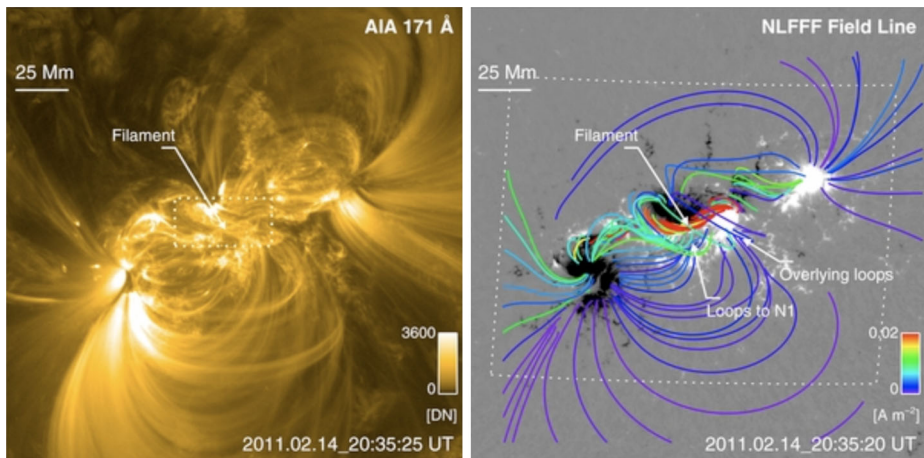 AIA 171 Å
25 Mm
Filament
3600
0
[DN]
2011.02.14_20:35:25 UT
NLFFF Field Line
25 Mm
Filament
Overlying loops
Loops to N1
0.02
0.00
[A m⁻²]
2011.02.14_20:35:20 UT